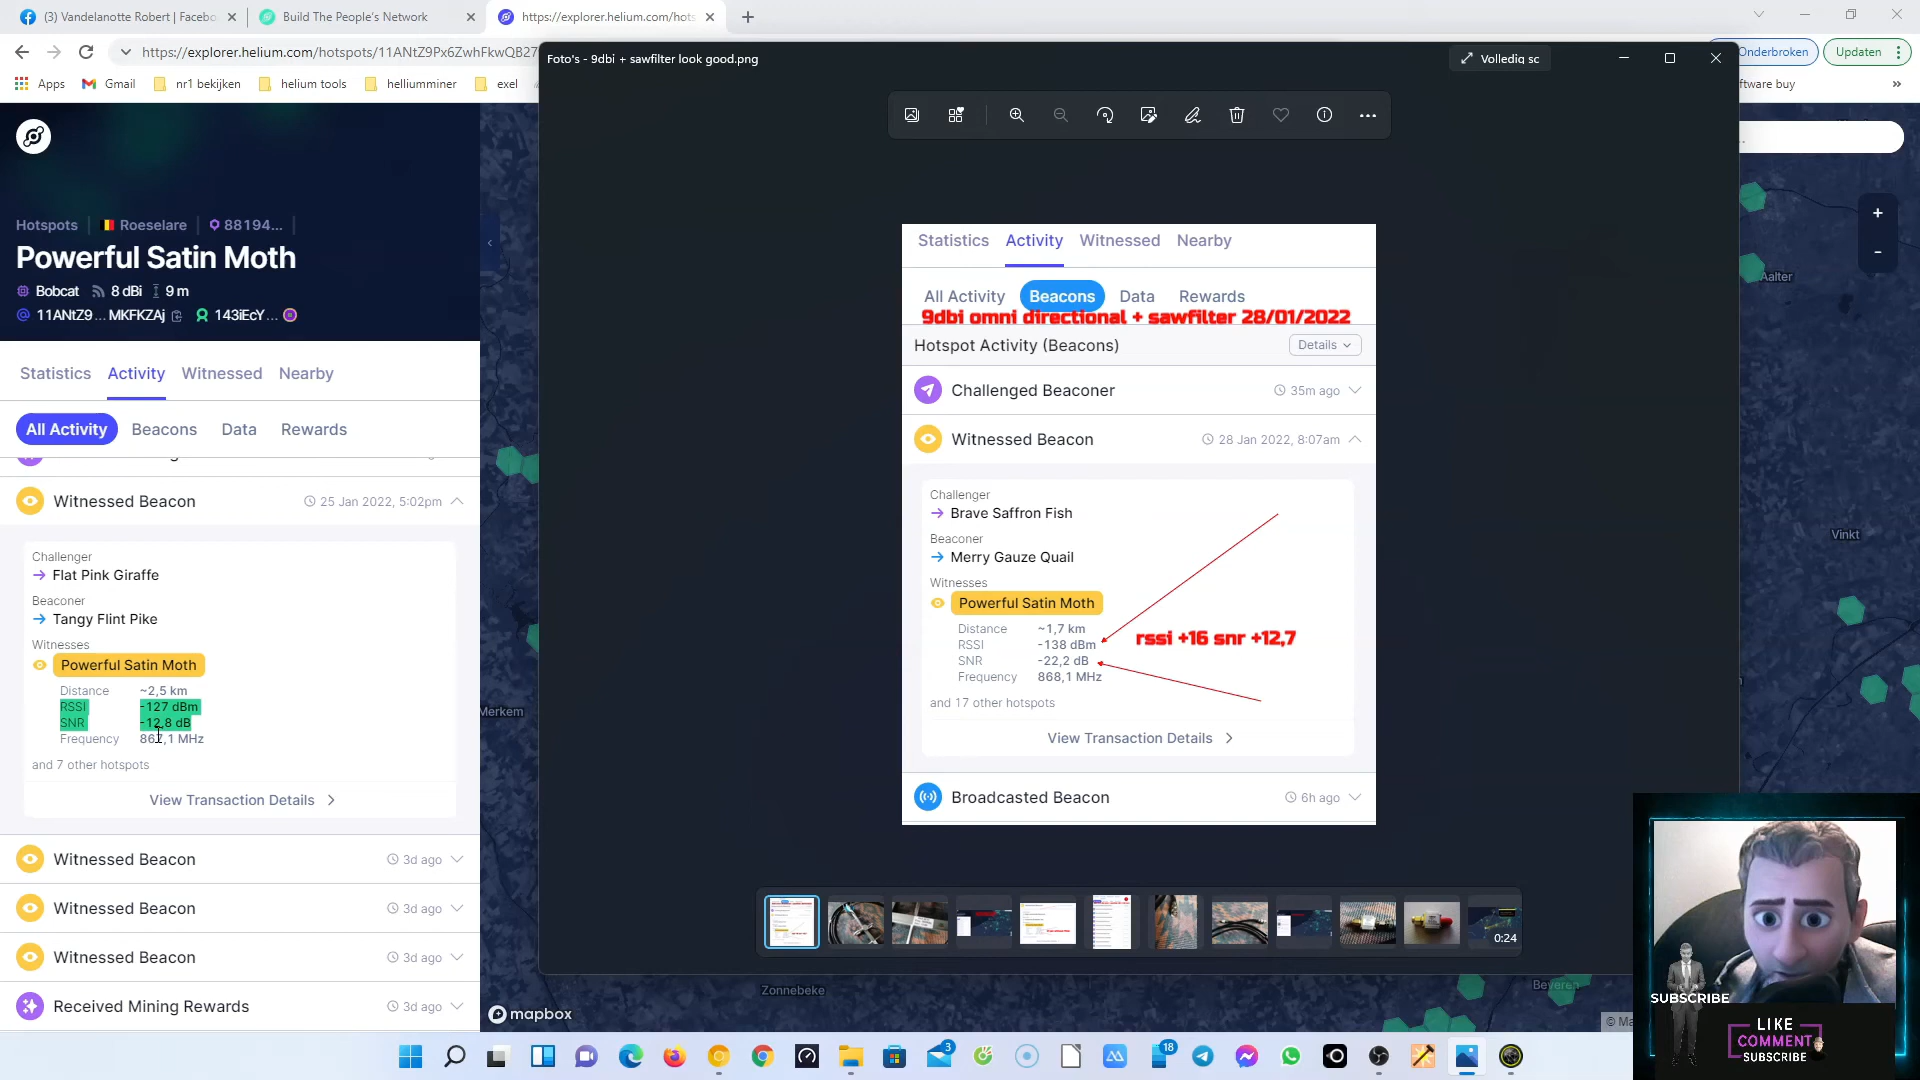 (3) Vandelanotte Robert | Facebo
Build The People's Network
https://explorer.helium.com/hots
https://explorer.helium.com/hotspots/11ANtZ9Px6ZwhFkwQB27
Onderbroken
Updaten
Apps
Gmail
nr1 bekijken
helium tools
helliumminer
exel
ftware buy
»
Foto's - 9dbi + sawfilter look good.png
Volledig sc
Hotspots
Roeselare
88194...
Powerful Satin Moth
Bobcat
8 dBi
9 m
11ANtZ9 ... MKFKZAj
143iEcY ...
Statistics
Activity
Witnessed
Nearby
All Activity
Beacons
Data
Rewards
Witnessed Beacon
25 Jan 2022, 5:02pm
Challenger
Flat Pink Giraffe
Beaconer
Tangy Flint Pike
Witnesses
Powerful Satin Moth
Distance ~2,5 km
RSSI -127 dBm
SNR -12,8 dB
Frequency 867,1 MHz
and 7 other hotspots
View Transaction Details
Witnessed Beacon 3d ago
Witnessed Beacon 3d ago
Witnessed Beacon 3d ago
Received Mining Rewards 3d ago
Statistics
Activity
Witnessed
Nearby
All Activity
Beacons
Data
Rewards
9dbi omni directional + sawfilter 28/01/2022
Hotspot Activity (Beacons)
Details
Challenged Beaconer 35m ago
Witnessed Beacon 28 Jan 2022, 8:07am
Challenger
Brave Saffron Fish
Beaconer
Merry Gauze Quail
Witnesses
Powerful Satin Moth
Distance ~1,7 km
RSSI -138 dBm
SNR -22,2 dB
Frequency 868,1 MHz
rssi +16 snr +12,7
and 17 other hotspots
View Transaction Details
Broadcasted Beacon 6h ago
0:24
Aalter
Vinkt
Merkem
Zonnebeke
Beveren
mapbox
© Ma
SUBSCRIBE
LIKE
COMMENT
SUBSCRIBE
3
18